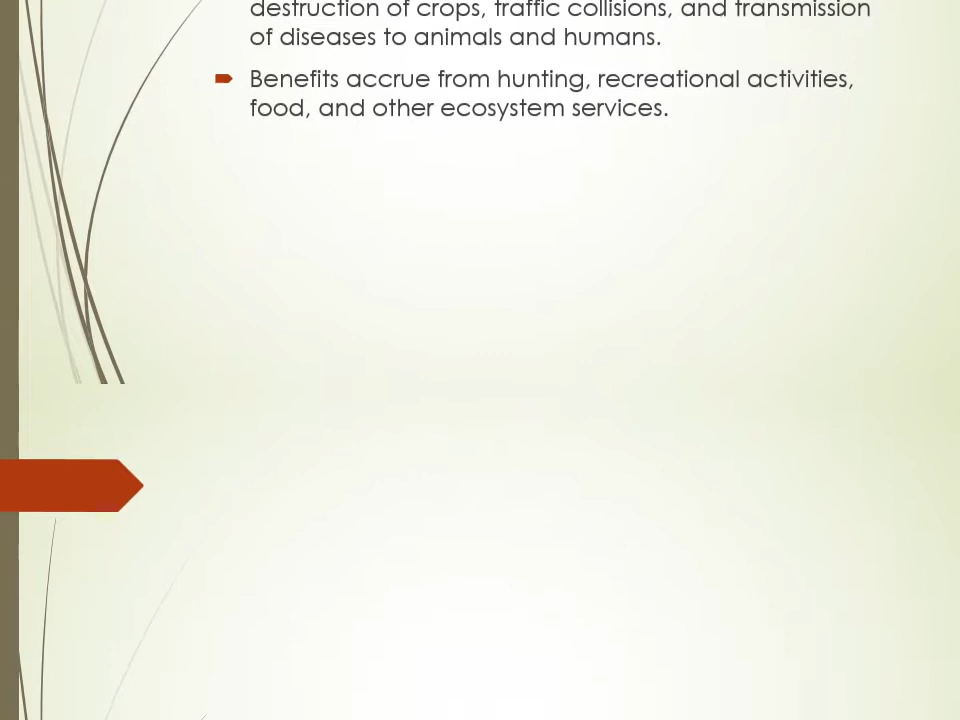 destruction of crops, traffic collisions, and transmission
of diseases to animals and humans.
Benefits accrue from hunting, recreational activities,
food, and other ecosystem services.